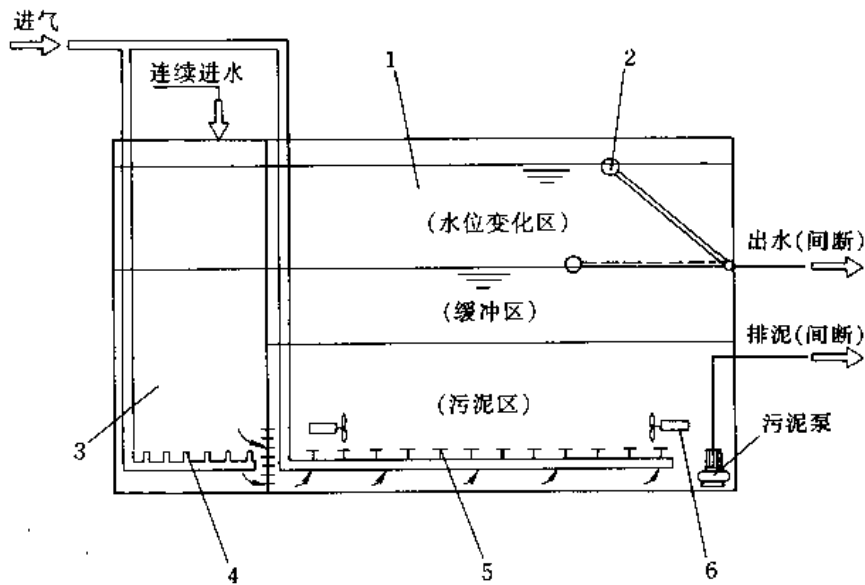 进气
连续进水
1
2
(水位变化区)
出水(间断)
(缓冲区)
排泥(间断)
(污泥区)
3
污泥泵
4
5
6